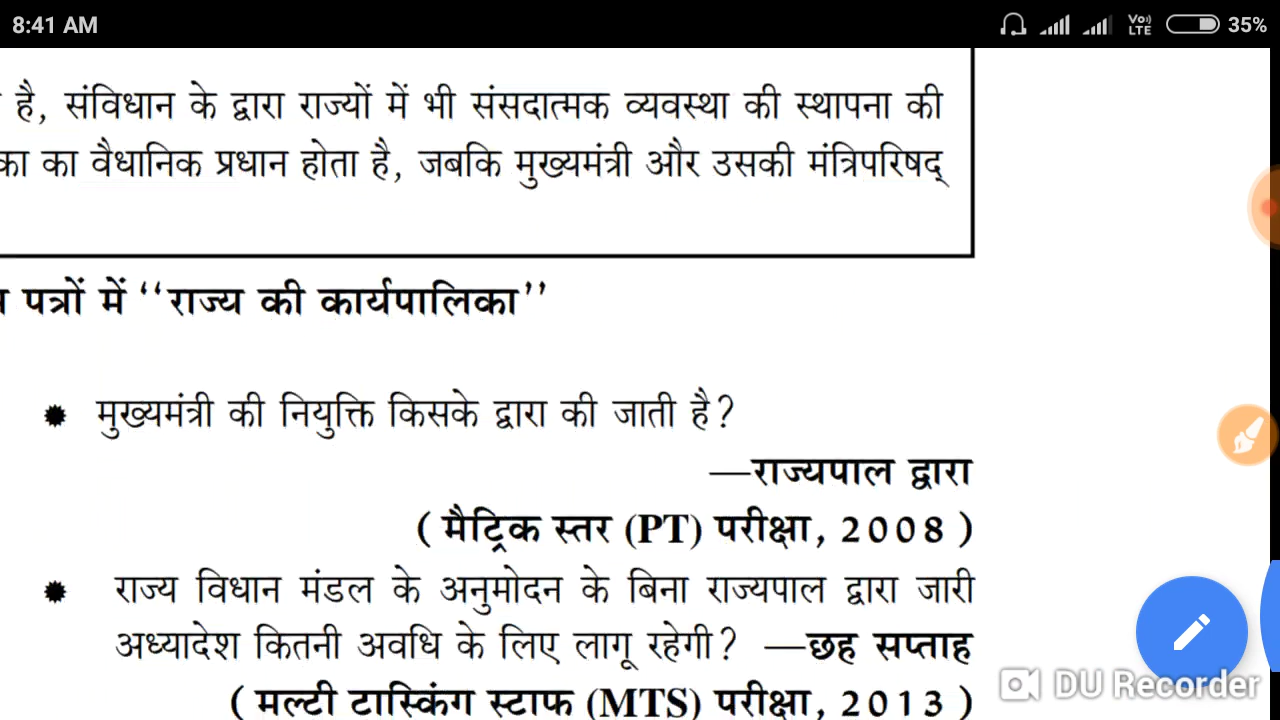 8:41 AM
Vo)) LTE 35%
है, संविधान के द्वारा राज्यों में भी संसदात्मक व्यवस्था की स्थापना की
का वैधानिक प्रधान होता है, जबकि मुख्यमंत्री और उसकी मंत्रिपरिषद्
पत्रों में ‘‘राज्य की कार्यपालिका’’
मुख्यमंत्री की नियुक्ति किसके द्वारा की जाती है?
—राज्यपाल द्वारा
( मैट्रिक स्तर (PT) परीक्षा, 2008 )
राज्य विधान मंडल के अनुमोदन के बिना राज्यपाल द्वारा जारी
अध्यादेश कितनी अवधि के लिए लागू रहेगी? —छह सप्ताह
( मल्टी टास्किंग स्टाफ (MTS) परीक्षा, 2013 )
DU Recorder